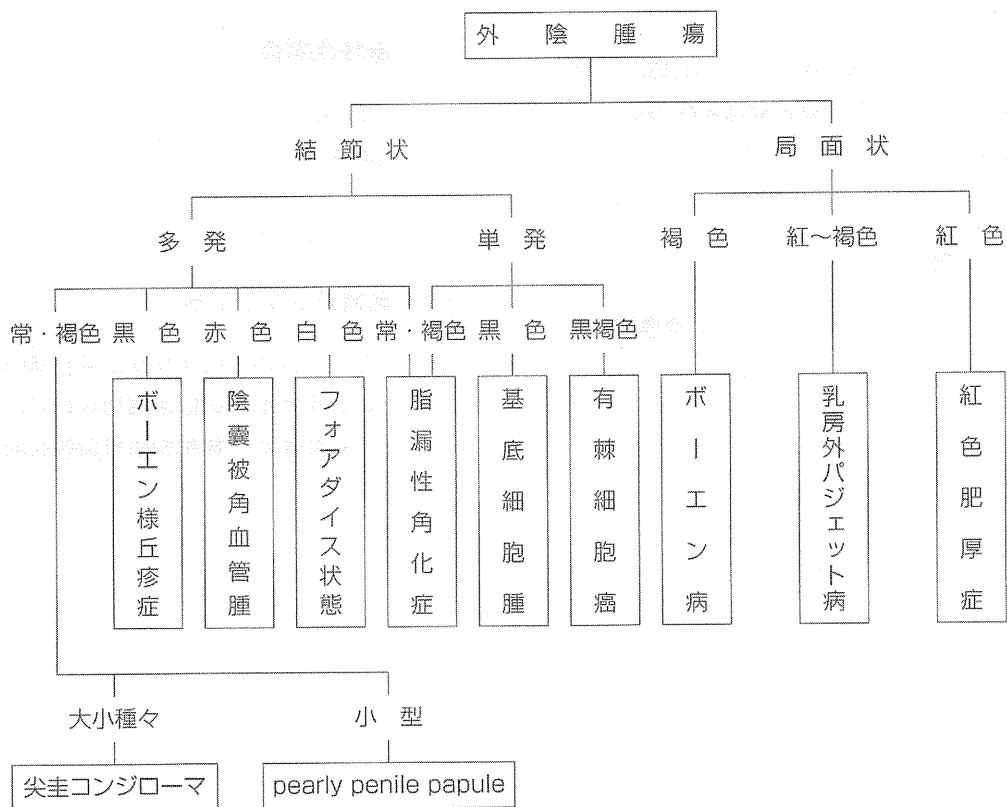 外陰腫瘍
結節状 局面状
多発 単発 褐色 紅〜褐色 紅色
常・褐色 黒色 赤色 白色 常・褐色 黒色 黒褐色
ボーエン様丘疹症
陰嚢被角血管腫
フォアダイス状態
脂漏性角化症
基底細胞腫
有棘細胞癌
ボーエン病
乳房外パジェット病
紅色肥厚症
大小種々 小型
尖圭コンジローマ pearly penile papule